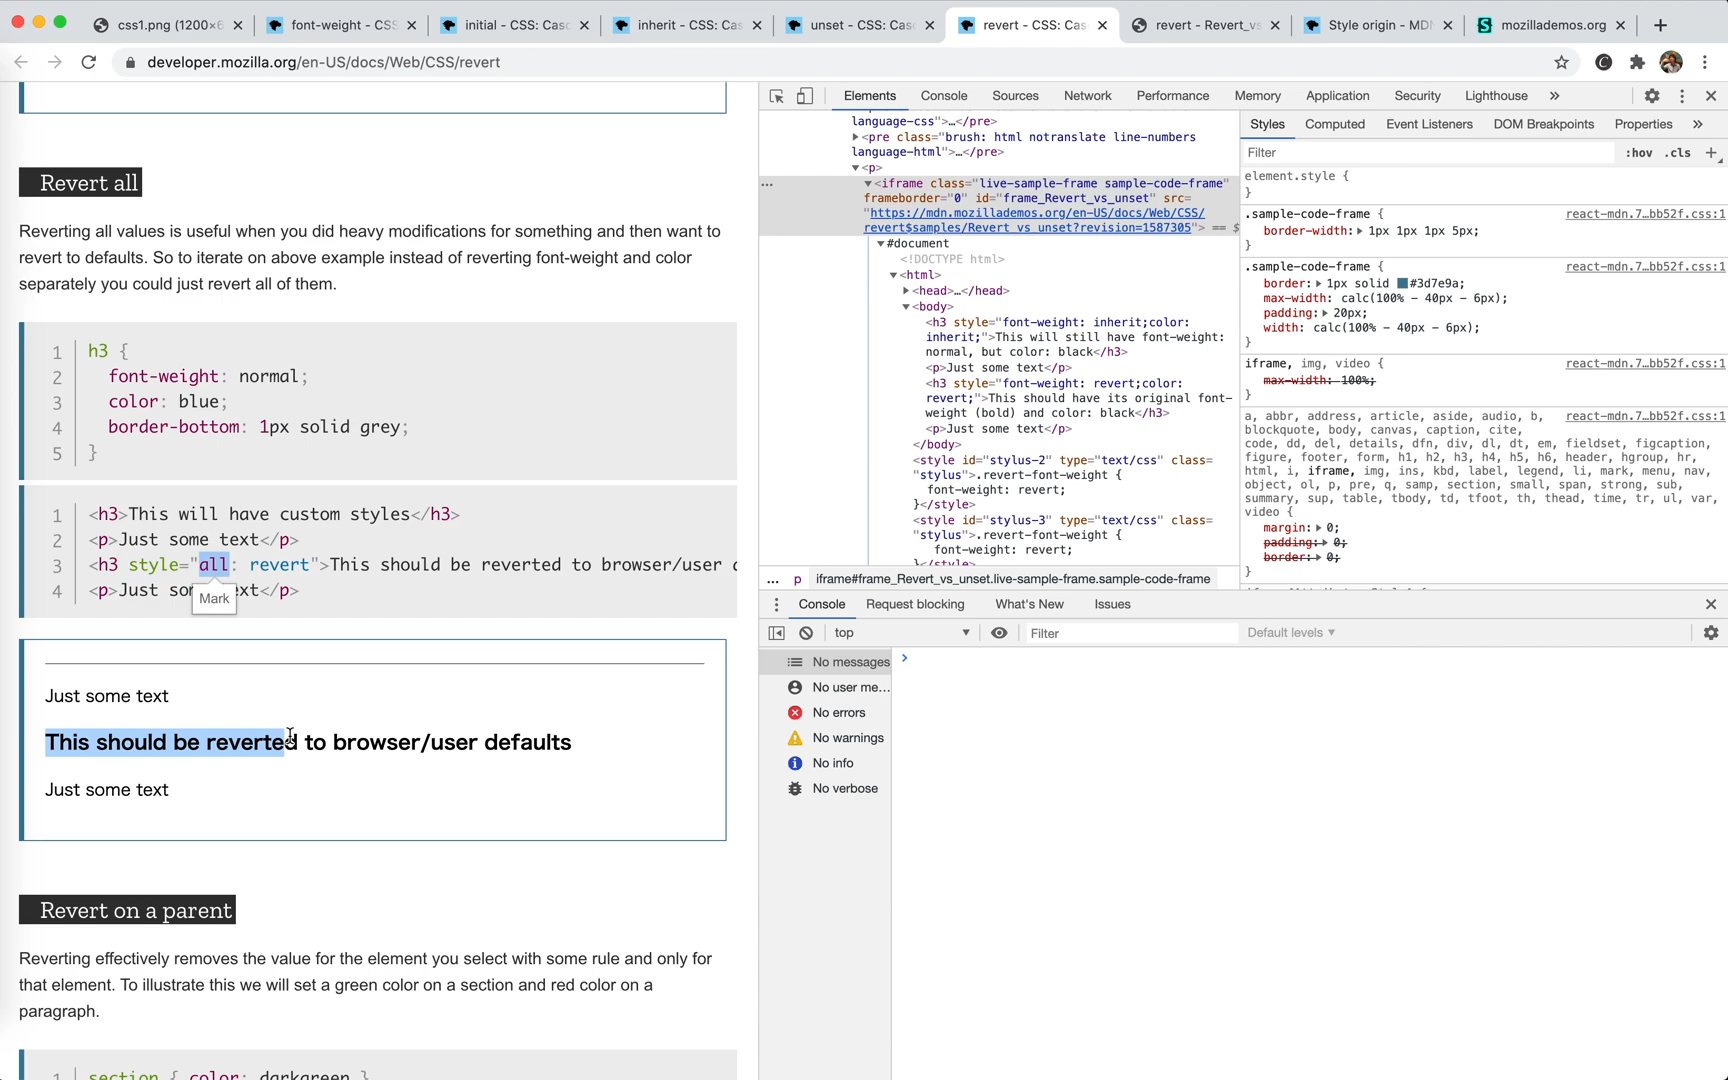 css1.png (1200×6
font-weight - CSS
initial - CSS: Cas
inherit - CSS: Cas
unset - CSS: Cas
revert - CSS: Cas
revert - Revert_vs
Style origin - MDN
mozillademos.org
developer.mozilla.org/en-US/docs/Web/CSS/revert
Revert all
Reverting all values is useful when you did heavy modifications for something and then want to
revert to defaults. So to iterate on above example instead of reverting font-weight and color
separately you could just revert all of them.
1 h3 {
2 font-weight: normal;
3 color: blue;
4 border-bottom: 1px solid grey;
5 }
1 <h3>This will have custom styles</h3>
2 <p>Just some text</p>
3 <h3 style="all: revert">This should be reverted to browser/user d
4 <p>Just som ext</p>
Mark
Just some text
This should be reverted to browser/user defaults
Just some text
Revert on a parent
Reverting effectively removes the value for the element you select with some rule and only for
that element. To illustrate this we will set a green color on a section and red color on a
paragraph.
1 section { color: darkgreen }
Elements Console Sources Network Performance Memory Application Security Lighthouse »
language-css">…</pre>
<pre class="brush: html notranslate line-numbers
language-html">…</pre>
<p>
… <iframe class="live-sample-frame sample-code-frame"
frameborder="0" id="frame_Revert_vs_unset" src=
"https://mdn.mozillademos.org/en-US/docs/Web/CSS/
revert$samples/Revert_vs_unset?revision=1587305"> == $
#document
<!DOCTYPE html>
<html>
<head>…</head>
<body>
<h3 style="font-weight: inherit;color:
inherit;">This will still have font-weight:
normal, but color: black</h3>
<p>Just some text</p>
<h3 style="font-weight: revert;color:
revert;">This should have its original font-
weight (bold) and color: black</h3>
<p>Just some text</p>
</body>
<style id="stylus-2" type="text/css" class=
"stylus">.revert-font-weight {
font-weight: revert;
}</style>
<style id="stylus-3" type="text/css" class=
"stylus">.revert-font-weight {
font-weight: revert;
}</style>
… p iframe#frame_Revert_vs_unset.live-sample-frame.sample-code-frame
Styles Computed Event Listeners DOM Breakpoints Properties »
Filter :hov .cls +
element.style {
}
.sample-code-frame { react-mdn.7…bb52f.css:1
border-width: 1px 1px 1px 5px;
}
.sample-code-frame { react-mdn.7…bb52f.css:1
border: 1px solid #3d7e9a;
max-width: calc(100% - 40px - 6px);
padding: 20px;
width: calc(100% - 40px - 6px);
}
iframe, img, video { react-mdn.7…bb52f.css:1
max-width: 100%;
}
a, abbr, address, article, aside, audio, b, react-mdn.7…bb52f.css:1
blockquote, body, canvas, caption, cite,
code, dd, del, details, dfn, div, dl, dt, em, fieldset, figcaption,
figure, footer, form, h1, h2, h3, h4, h5, h6, header, hgroup, hr,
html, i, iframe, img, ins, kbd, label, legend, li, mark, menu, nav,
object, ol, p, pre, q, samp, section, small, span, strong, sub,
summary, sup, table, tbody, td, tfoot, th, thead, time, tr, ul, var,
video {
margin: 0;
padding: 0;
border: 0;
}
Console Request blocking What's New Issues
top Filter Default levels
No messages
No user me…
No errors
No warnings
No info
No verbose